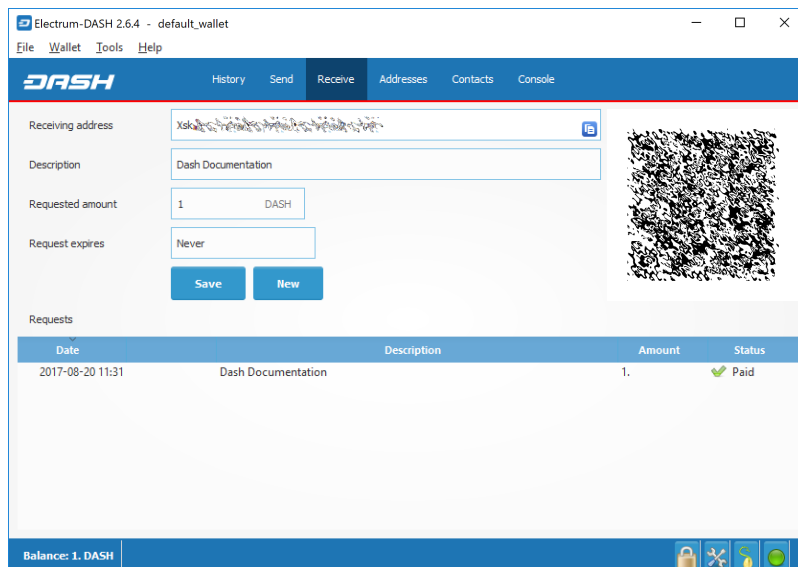 Electrum-DASH 2.6.4 - default_wallet
File Wallet Tools Help
DASH History Send Receive Addresses Contacts Console
Receiving address Xsk
Description Dash Documentation
Requested amount 1 DASH
Request expires Never
Save New
Requests
Date Description Amount Status
2017-08-20 11:31 Dash Documentation 1. Paid
Balance: 1. DASH